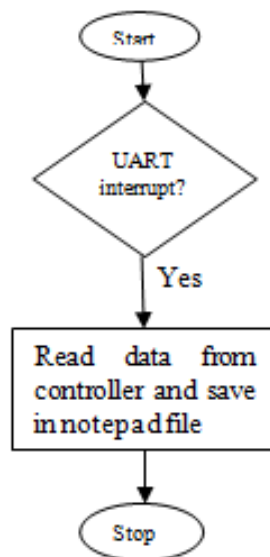 Start
UART
interrupt?
Yes
Read data from
controller and save
in notepad file
Stop